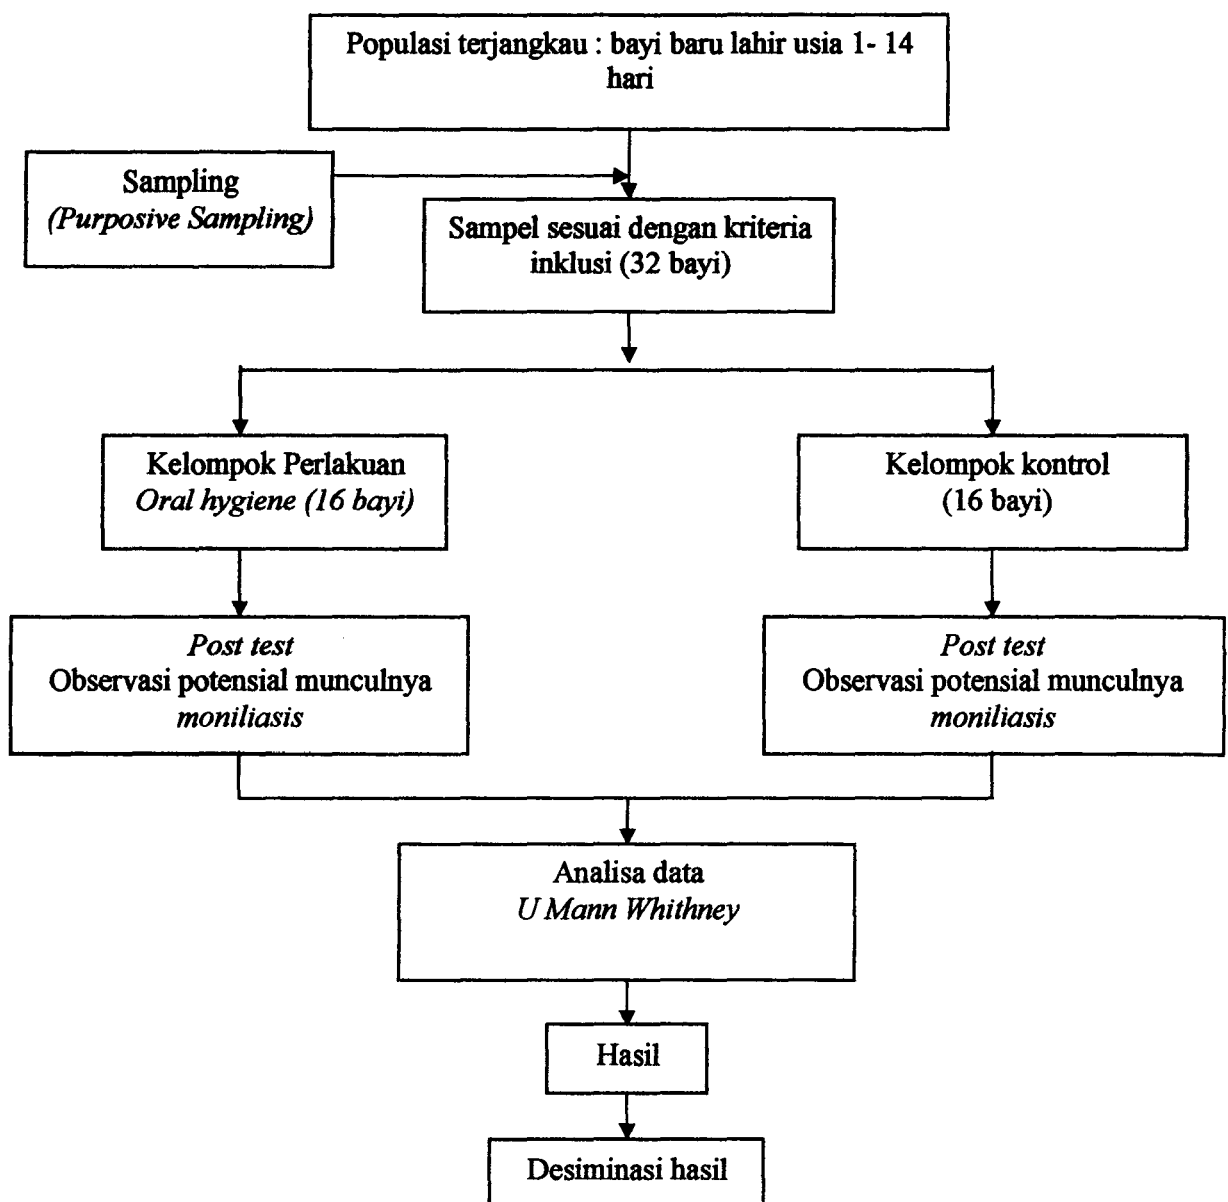 Populasi terjangkau : bayi baru lahir usia 1- 14
hari
Sampling
(Purposive Sampling)
Sampel sesuai dengan kriteria
inklusi (32 bayi)
Kelompok Perlakuan
Oral hygiene (16 bayi)
Kelompok kontrol
(16 bayi)
Post test
Observasi potensial munculnya
moniliasis
Post test
Observasi potensial munculnya
moniliasis
Analisa data
U Mann Whithney
Hasil
Desiminasi hasil